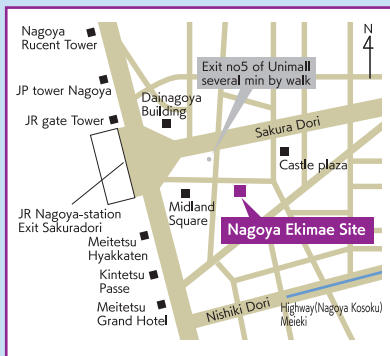 Nagoya
Rucent Tower
N
Exit no5 of Unimall
several min by walk
JP tower Nagoya
Dainagoya
Building
JR gate Tower
Sakura Dori
Castle plaza
JR Nagoya-station
Exit Sakuradori
Midland
Square
Nagoya Ekimae Site
Meitetsu
Hyakkaten
Kintetsu
Passe
Meitetsu
Grand Hotel
Nishiki Dori
Highway(Nagoya Kosoku)
Meieki